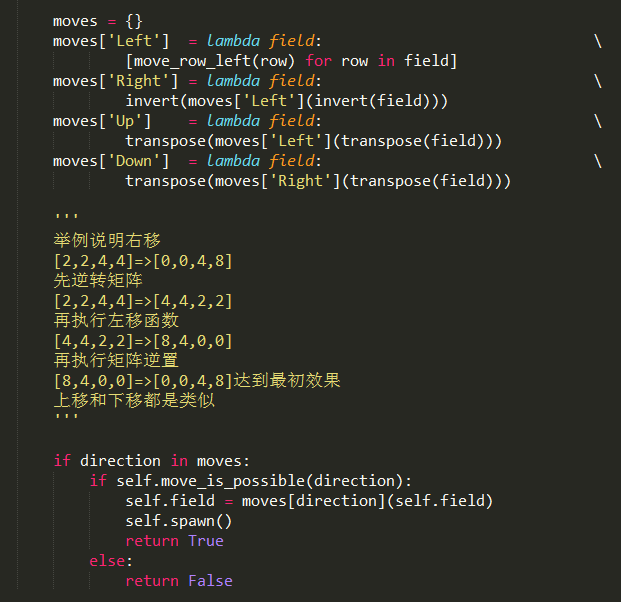 moves = {}
moves['Left']  = lambda field:                              \
        [move_row_left(row) for row in field]
moves['Right'] = lambda field:                              \
        invert(moves['Left'](invert(field)))
moves['Up']    = lambda field:                              \
        transpose(moves['Left'](transpose(field)))
moves['Down']  = lambda field:                              \
        transpose(moves['Right'](transpose(field)))
'''
举例说明右移
[2,2,4,4]=>[0,0,4,8]
先逆转矩阵
[2,2,4,4]=>[4,4,2,2]
再执行左移函数
[4,4,2,2]=>[8,4,0,0]
再执行矩阵逆置
[8,4,0,0]=>[0,0,4,8]达到最初效果
上移和下移都是类似
'''
if direction in moves:
    if self.move_is_possible(direction):
        self.field = moves[direction](self.field)
        self.spawn()
        return True
    else:
        return False